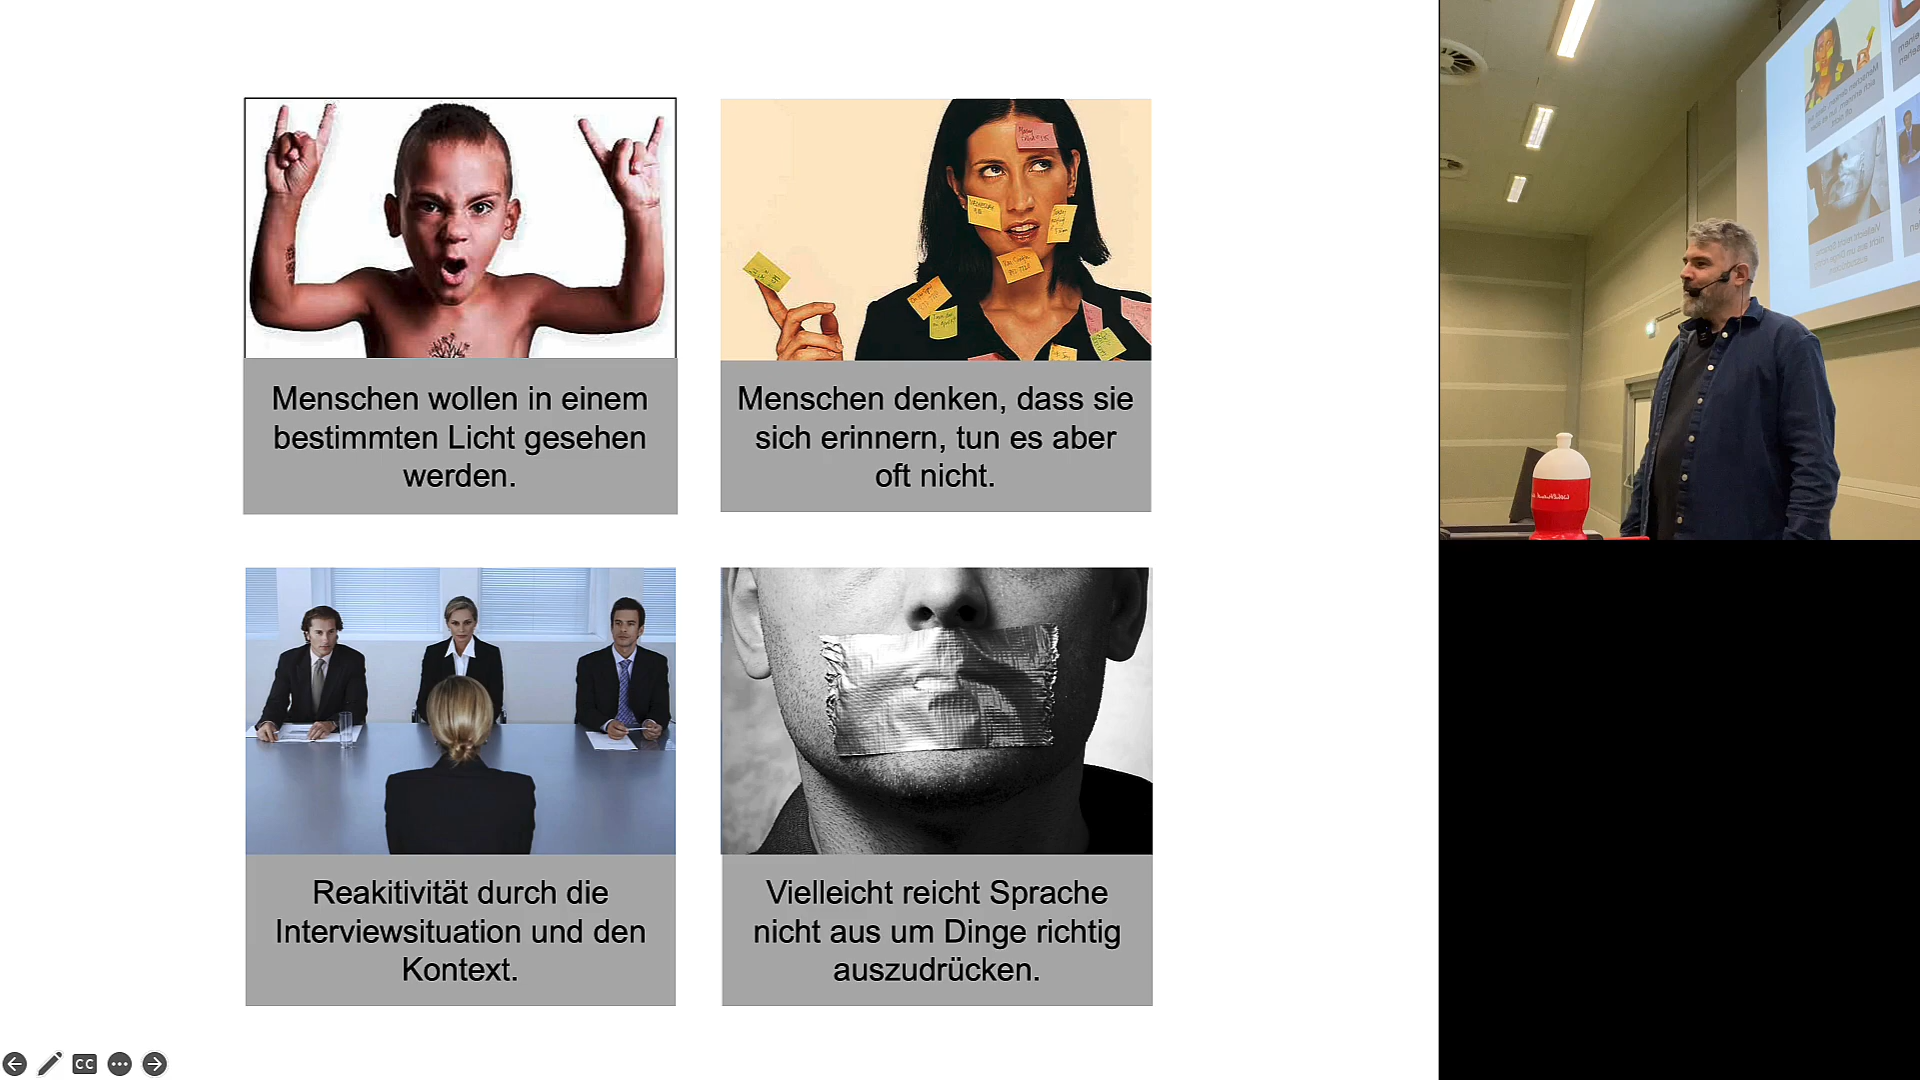 Menschen wollen in einem
bestimmten Licht gesehen
werden.
Menschen denken, dass sie
sich erinnern, tun es aber
oft nicht.
Reakitivität durch die
Interviewsituation und den
Kontext.
Vielleicht reicht Sprache
nicht aus um Dinge richtig
auszudrücken.
CC